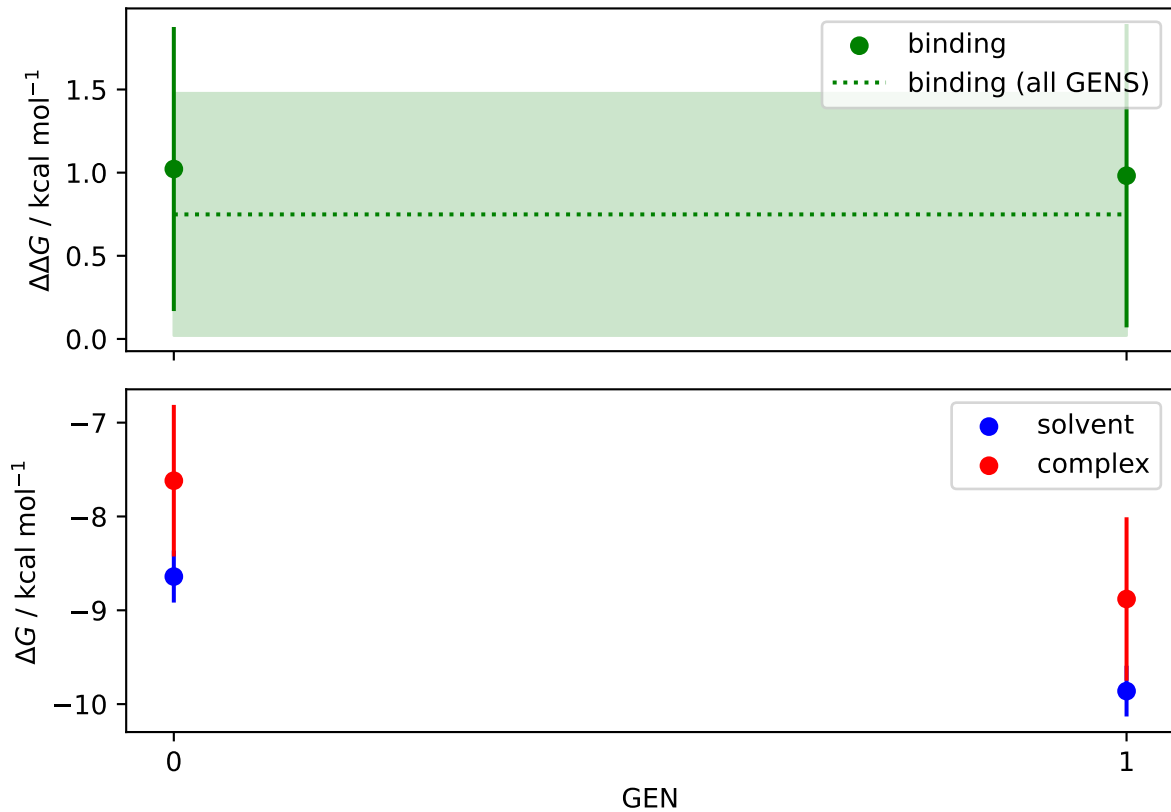 binding
binding (all GENS)
ΔΔG / kcal mol⁻¹
1.5
1.0
0.5
0.0
solvent
complex
ΔG / kcal mol⁻¹
−7
−8
−9
−10
0
1
GEN